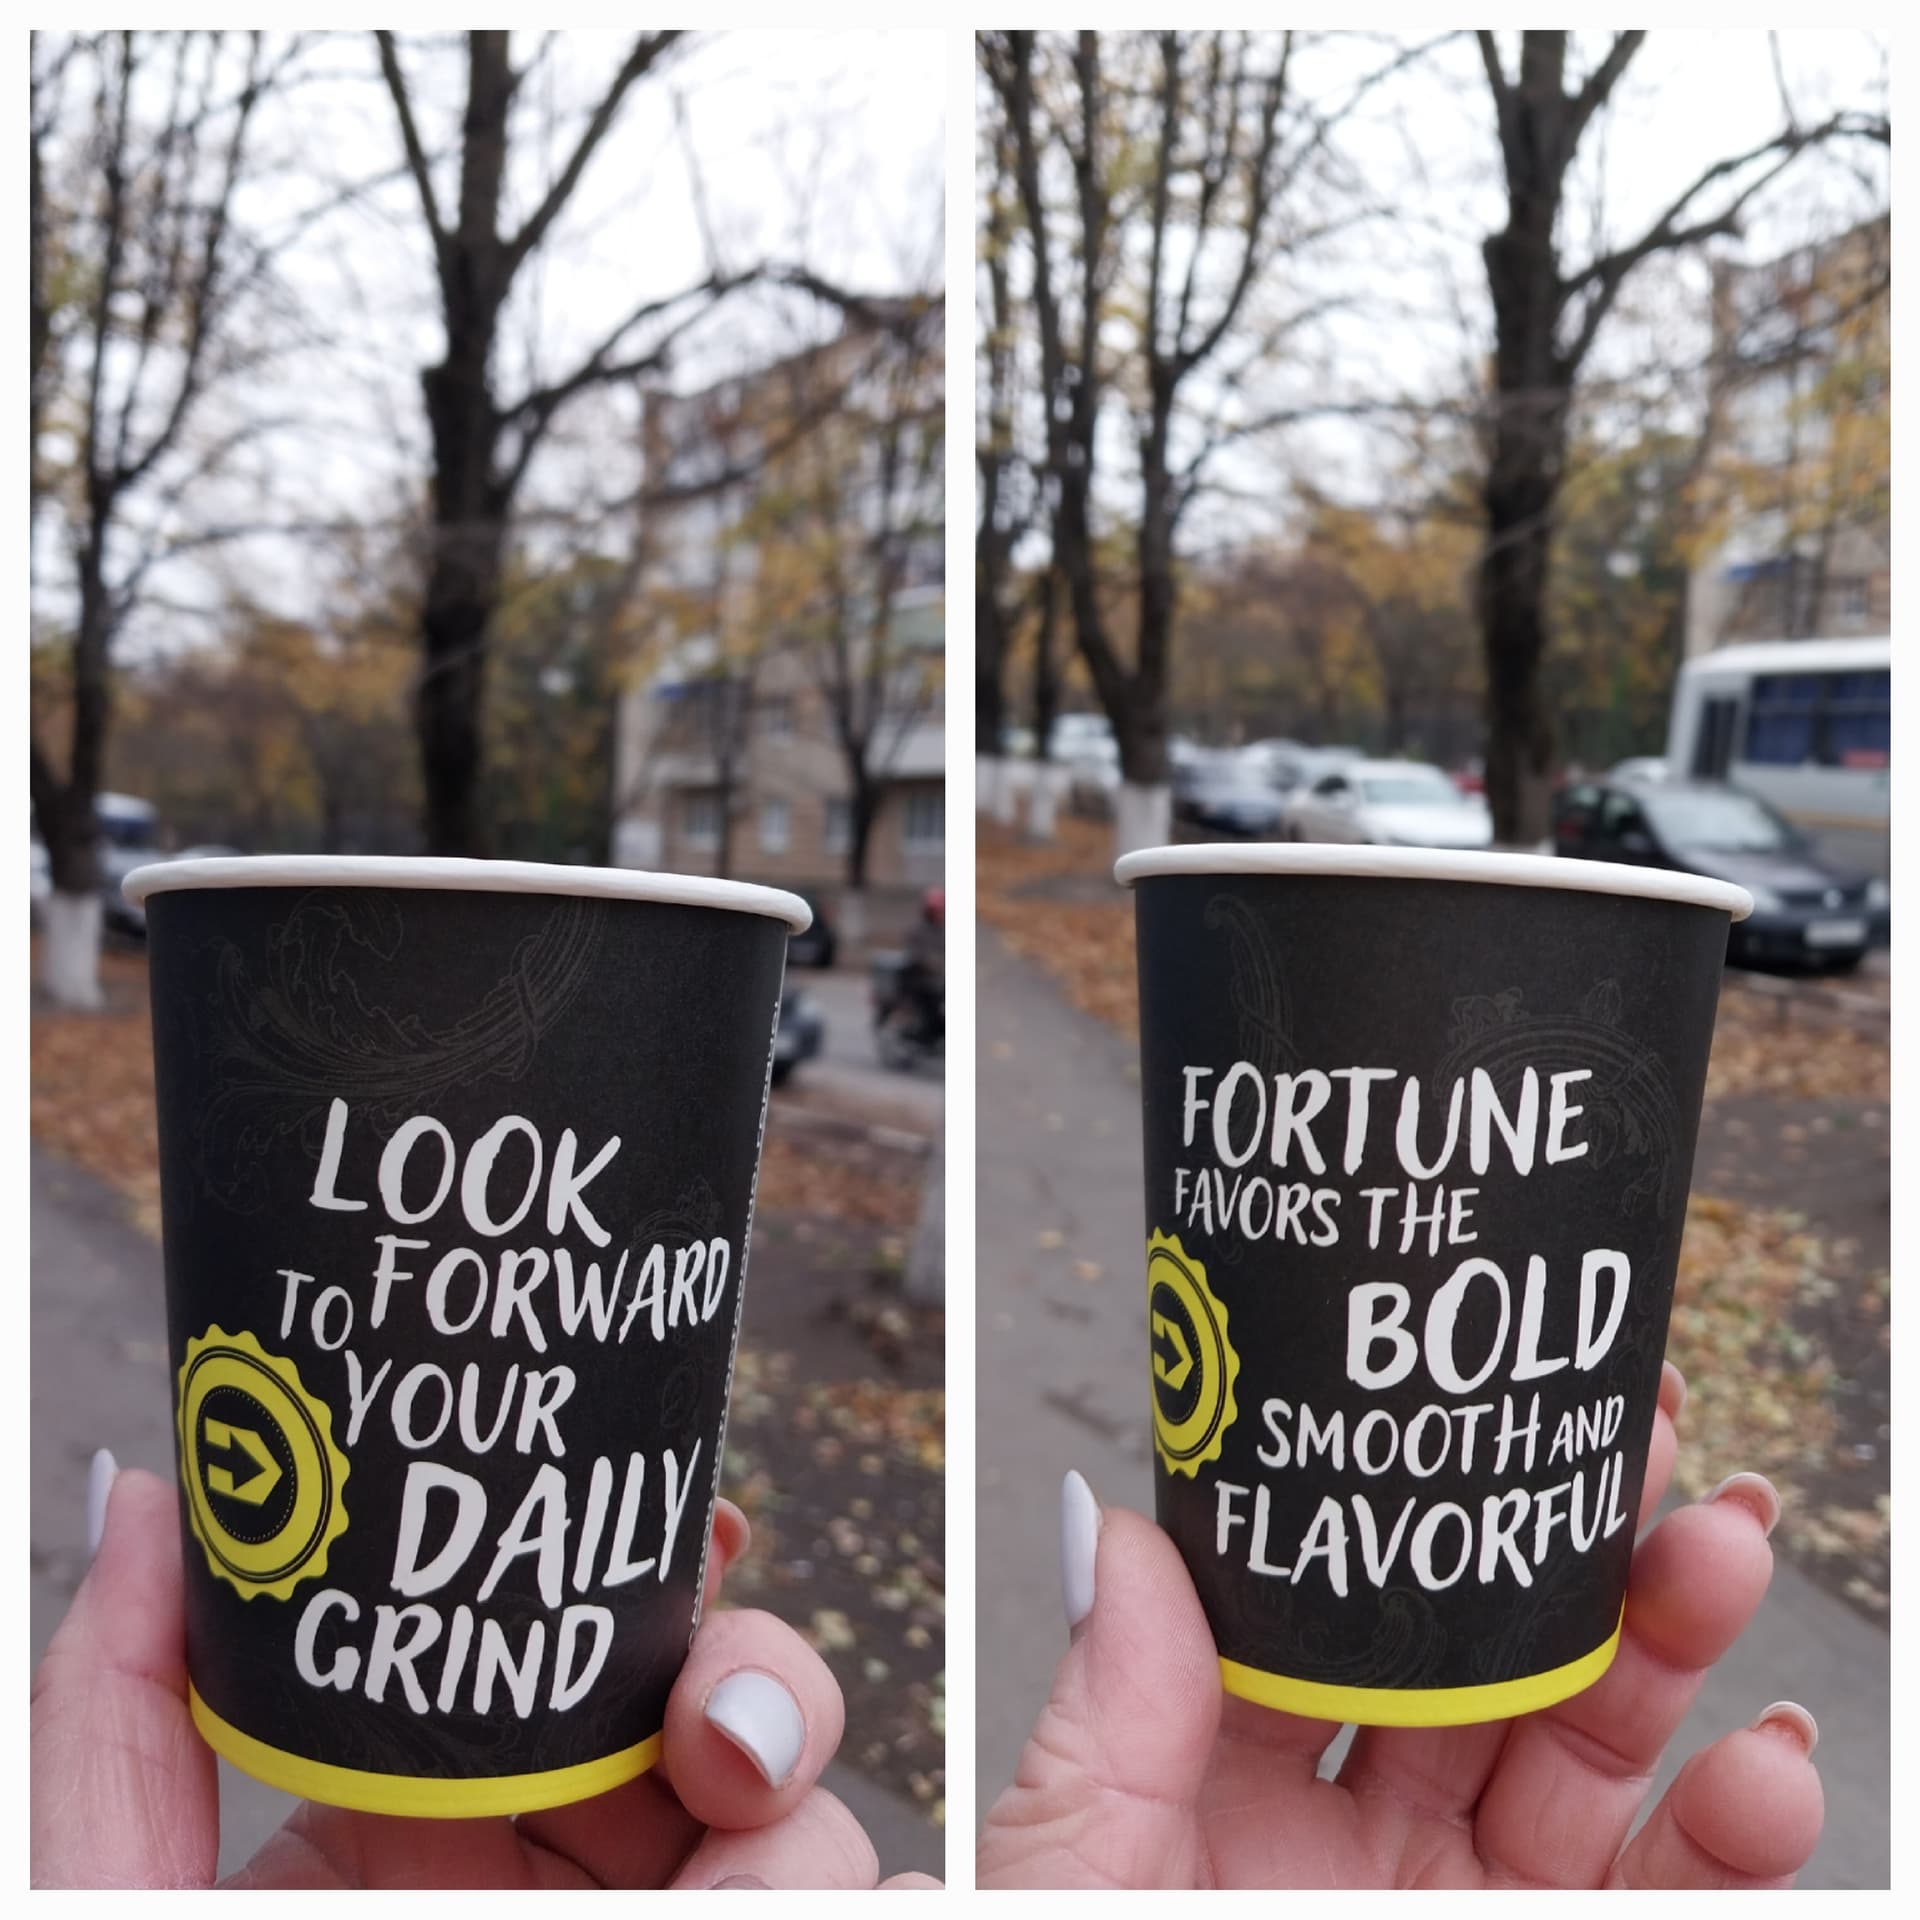 LOOK
FORWARD
TO
YOUR
DAILY
GRIND
FORTUNE
FAVORS THE
BOLD
SMOOTH AND
FLAVORFUL